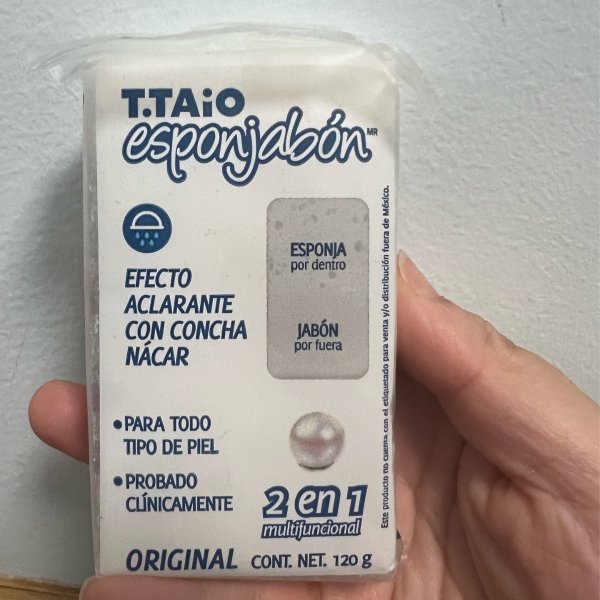 T.TAiO
esponjabón MR
ESPONJA
por dentro
JABÓN
por fuera
EFECTO
ACLARANTE
CON CONCHA
NÁCAR
•PARA TODO
TIPO DE PIEL
•PROBADO
CLÍNICAMENTE
2 en 1
multifuncional
ORIGINAL CONT. NET. 120 g
Este producto no cuenta con el etiquetado para venta y/o distribución fuera de México.